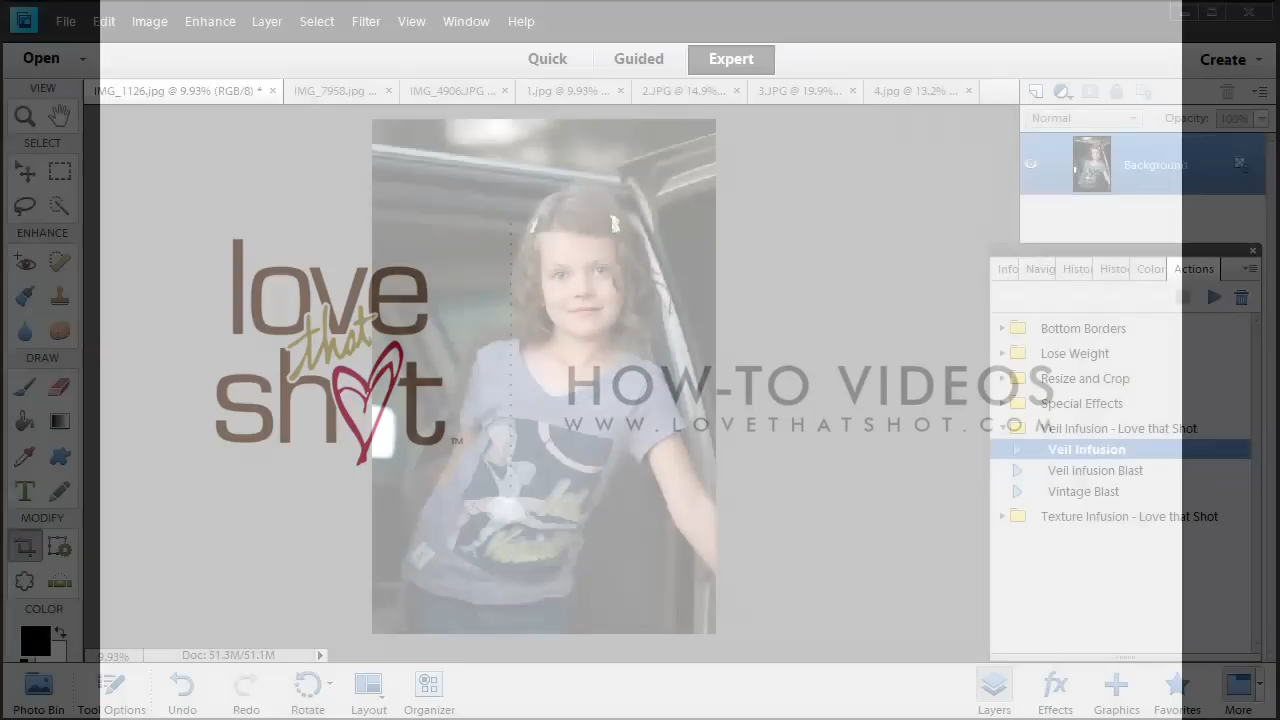 File Edit Image Enhance Layer Select Filter View Window Help
Open
Quick Guided Expert
Create
VIEW
IMG_1126.jpg @ 9.93% (RGB/8) * × IMG_7958.jpg ... × IMG_4906.JPG ... × 1.jpg @ 9.93% ... × 2.JPG @ 14.9%... × 3.JPG @ 19.9%... × 4.jpg @ 13.2% ... ×
Normal Opacity: 100%
SELECT
Background
ENHANCE
Info Navig Histo Histo Color Actions
love
that
shot™
HOW-TO VIDEOS
WWW.LOVETHATSHOT.COM
Bottom Borders
Lose Weight
Resize and Crop
Special Effects
Veil Infusion - Love that Shot
Veil Infusion
Veil Infusion Blast
Vintage Blast
Texture Infusion - Love that Shot
DRAW
MODIFY
COLOR
9.93% Doc: 51.3M/51.1M
Photo Bin Tool Options Undo Redo Rotate Layout Organizer Layers Effects Graphics Favorites More